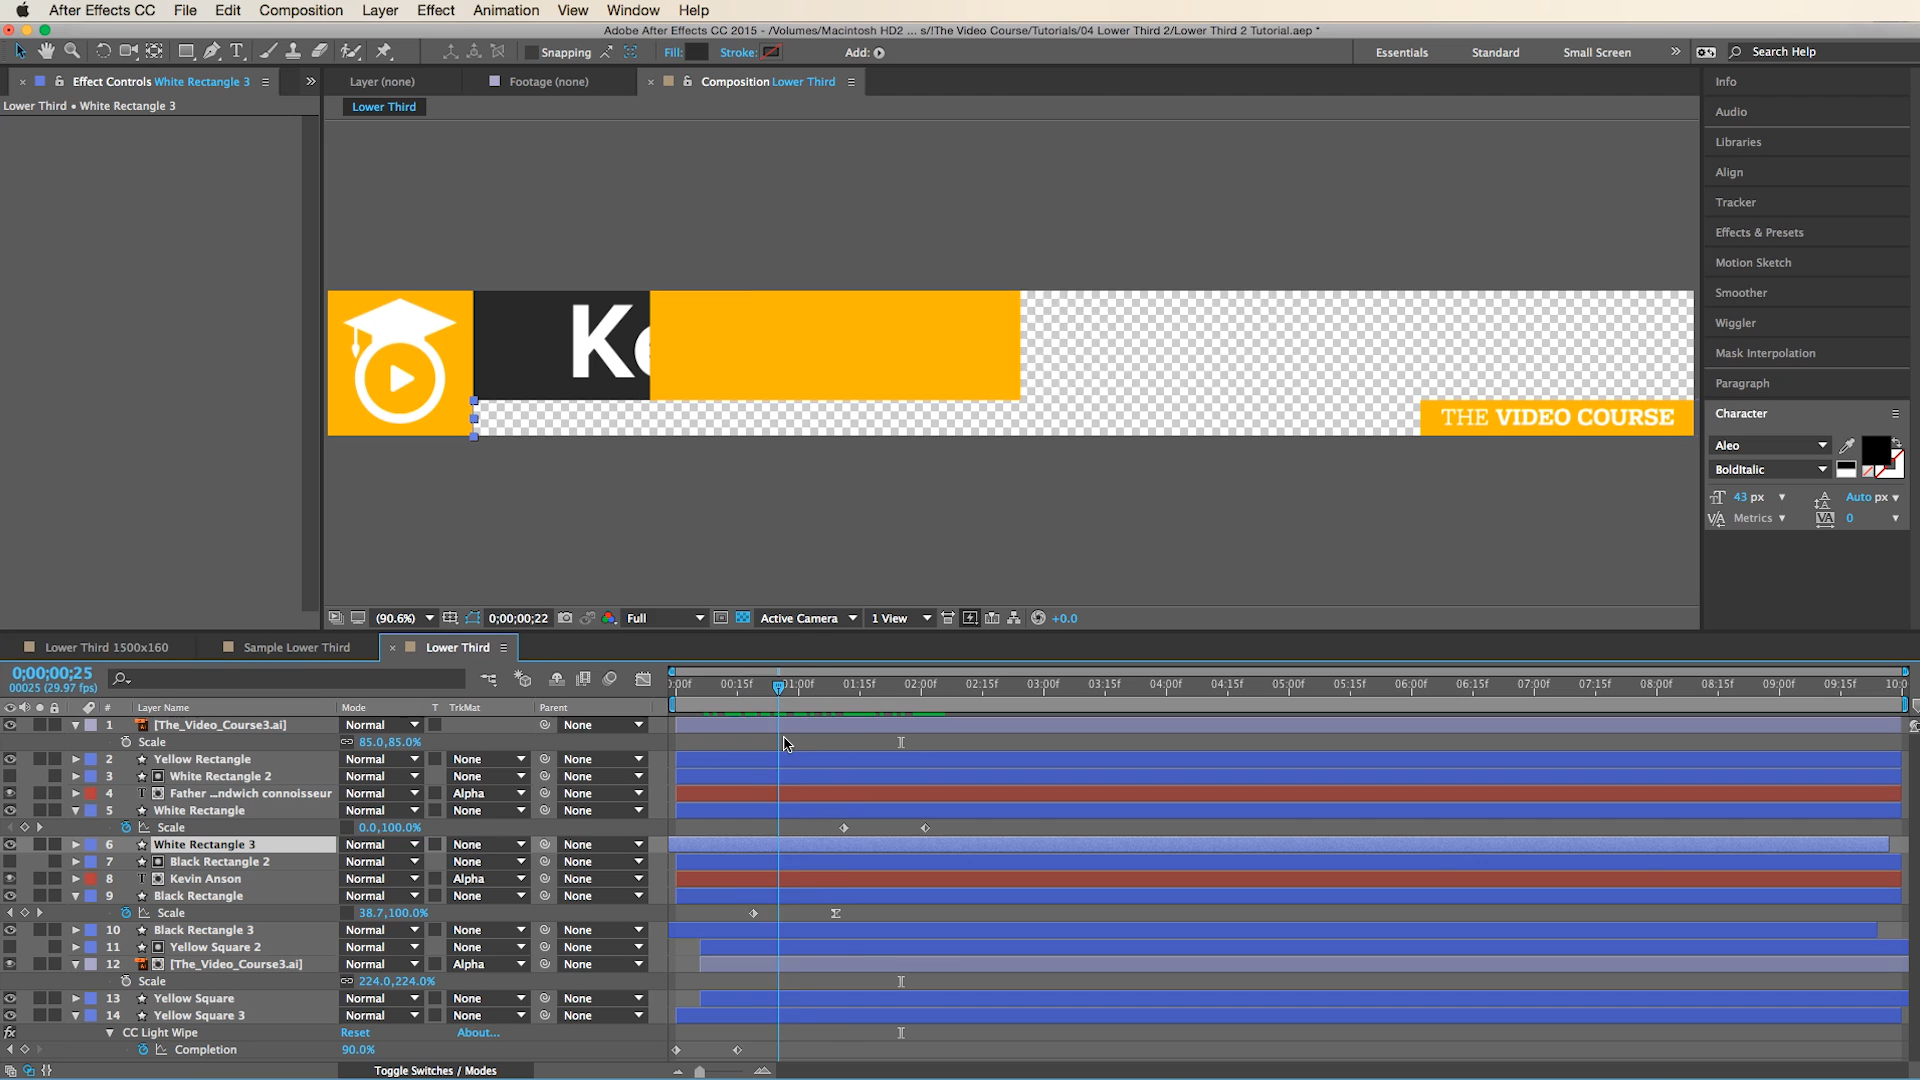 After Effects CC File Edit Composition Layer Effect Animation View Window Help
Adobe After Effects CC 2015 - /Volumes/Macintosh HD2 ... s/!The Video Course/Tutorials/04 Lower Third 2/Lower Third 2 Tutorial.aep *
T Snapping Fill: Stroke: Add: Essentials Standard Small Screen » Search Help
× Effect Controls White Rectangle 3 » Layer (none) Footage (none) × Composition Lower Third Info
Lower Third • White Rectangle 3 Lower Third
Audio
Libraries
Align
Tracker
Effects & Presets
Motion Sketch
Smoother
Wiggler
Mask Interpolation
Paragraph
Ke
THE VIDEO COURSE
Character
Aleo
BoldItalic
43 px Auto px
Metrics 0
(90.6%) 0;00;00;22 Full Active Camera 1 View +0.0
Lower Third 1500x160 Sample Lower Third × Lower Third
0;00;00;25
00025 (29.97 fps)
):00f 00:15f 01:00f 01:15f 02:00f 02:15f 03:00f 03:15f 04:00f 04:15f 05:00f 05:15f 06:00f 06:15f 07:00f 07:15f 08:00f 08:15f 09:00f 09:15f 10:0
# Layer Name Mode T TrkMat Parent
1 [The_Video_Course3.ai] Normal None
Scale 85.0,85.0%
2 Yellow Rectangle Normal None None
3 White Rectangle 2 Normal None None
4 T Father ...ndwich connoisseur Normal Alpha None
5 White Rectangle Normal None None
Scale 0.0,100.0%
6 White Rectangle 3 Normal None None
7 Black Rectangle 2 Normal None None
8 T Kevin Anson Normal Alpha None
9 Black Rectangle Normal None None
Scale 38.7,100.0%
10 Black Rectangle 3 Normal None None
11 Yellow Square 2 Normal None None
12 [The_Video_Course3.ai] Normal Alpha None
Scale 224.0,224.0%
13 Yellow Square Normal None None
14 Yellow Square 3 Normal None None
fx CC Light Wipe Reset About...
Completion 90.0%
Toggle Switches / Modes